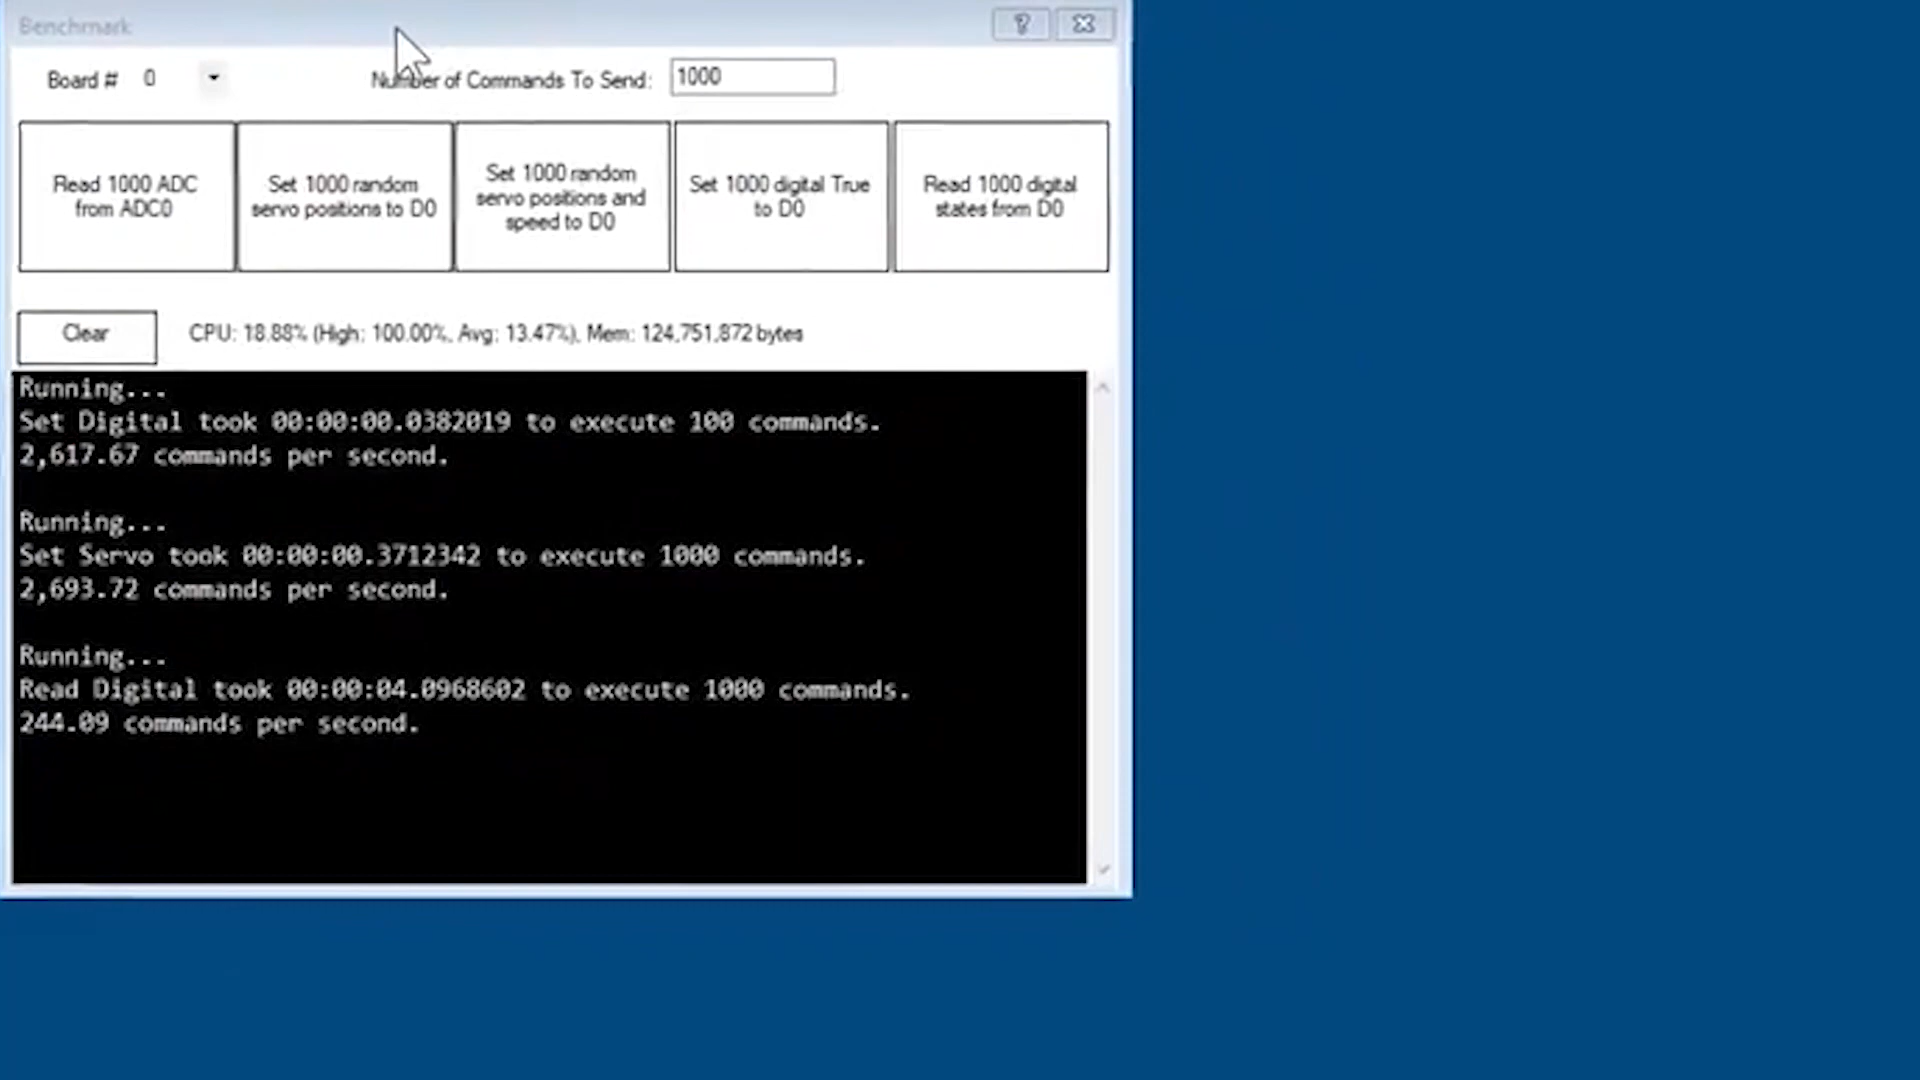 Benchmark
Board # 0
Number of Commands To Send: 1000
Read 1000 ADC
from ADC0
Set 1000 random
servo positions to D0
Set 1000 random
servo positions and
speed to D0
Set 1000 digital True
to D0
Read 1000 digital
states from D0
Clear
CPU: 18.88% (High: 100.00%, Avg: 13.47%), Mem: 124,751,872 bytes
Running...
Set Digital took 00:00:00.0382019 to execute 100 commands.
2,617.67 commands per second.
Running...
Set Servo took 00:00:00.3712342 to execute 1000 commands.
2,693.72 commands per second.
Running...
Read Digital took 00:00:04.0968602 to execute 1000 commands.
244.09 commands per second.